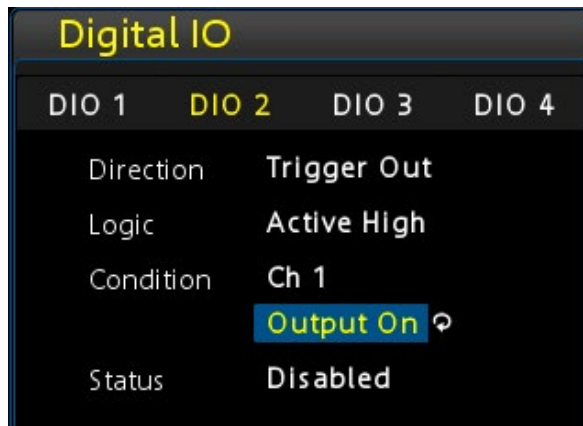 Digital IO
DIO 1 DIO 2 DIO 3 DIO 4
Direction Trigger Out
Logic Active High
Condition Ch 1
Output On
Status Disabled